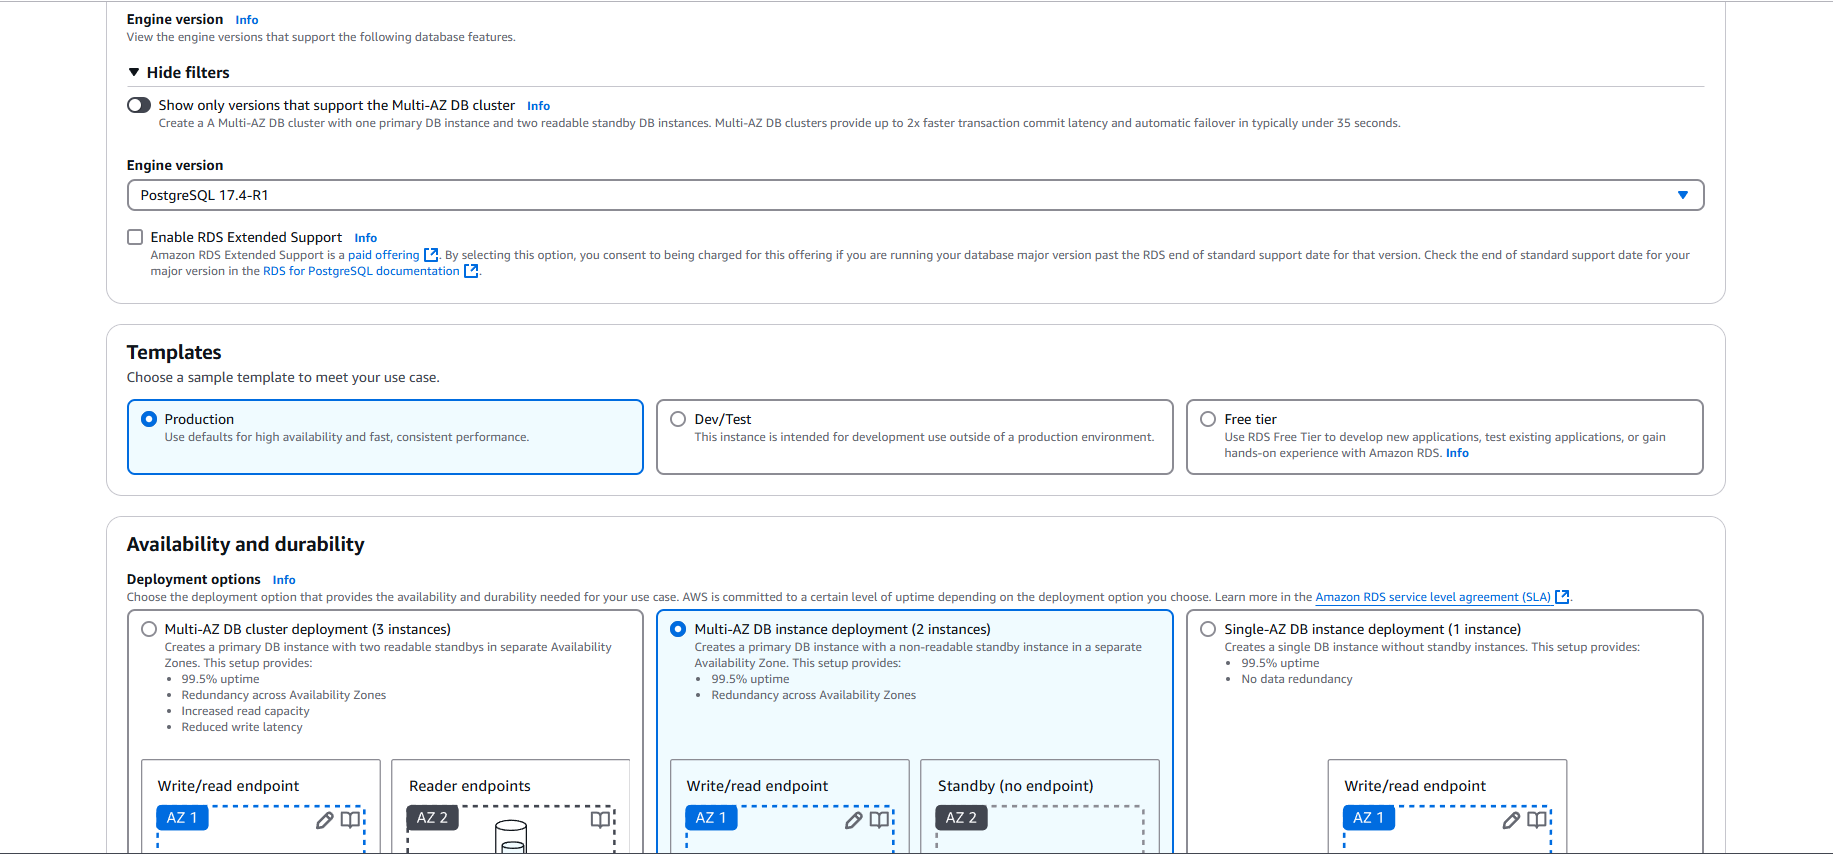 Engine version Info
View the engine versions that support the following database features.
Hide filters
Show only versions that support the Multi-AZ DB cluster Info
Create a A Multi-AZ DB cluster with one primary DB instance and two readable standby DB instances. Multi-AZ DB clusters provide up to 2x faster transaction commit latency and automatic failover in typically under 35 seconds.
Engine version
PostgreSQL 17.4-R1
Enable RDS Extended Support Info
Amazon RDS Extended Support is a paid offering. By selecting this option, you consent to being charged for this offering if you are running your database major version past the RDS end of standard support date for that version. Check the end of standard support date for your
major version in the RDS for PostgreSQL documentation.
Templates
Choose a sample template to meet your use case.
Production
Use defaults for high availability and fast, consistent performance.
Dev/Test
This instance is intended for development use outside of a production environment.
Free tier
Use RDS Free Tier to develop new applications, test existing applications, or gain
hands-on experience with Amazon RDS. Info
Availability and durability
Deployment options Info
Choose the deployment option that provides the availability and durability needed for your use case. AWS is committed to a certain level of uptime depending on the deployment option you choose. Learn more in the Amazon RDS service level agreement (SLA).
Multi-AZ DB cluster deployment (3 instances)
Creates a primary DB instance with two readable standbys in separate Availability
Zones. This setup provides:
• 99.5% uptime
• Redundancy across Availability Zones
• Increased read capacity
• Reduced write latency
Write/read endpoint
AZ 1
Reader endpoints
AZ 2
Multi-AZ DB instance deployment (2 instances)
Creates a primary DB instance with a non-readable standby instance in a separate
Availability Zone. This setup provides:
• 99.5% uptime
• Redundancy across Availability Zones
Write/read endpoint
AZ 1
Standby (no endpoint)
AZ 2
Single-AZ DB instance deployment (1 instance)
Creates a single DB instance without standby instances. This setup provides:
• 99.5% uptime
• No data redundancy
Write/read endpoint
AZ 1